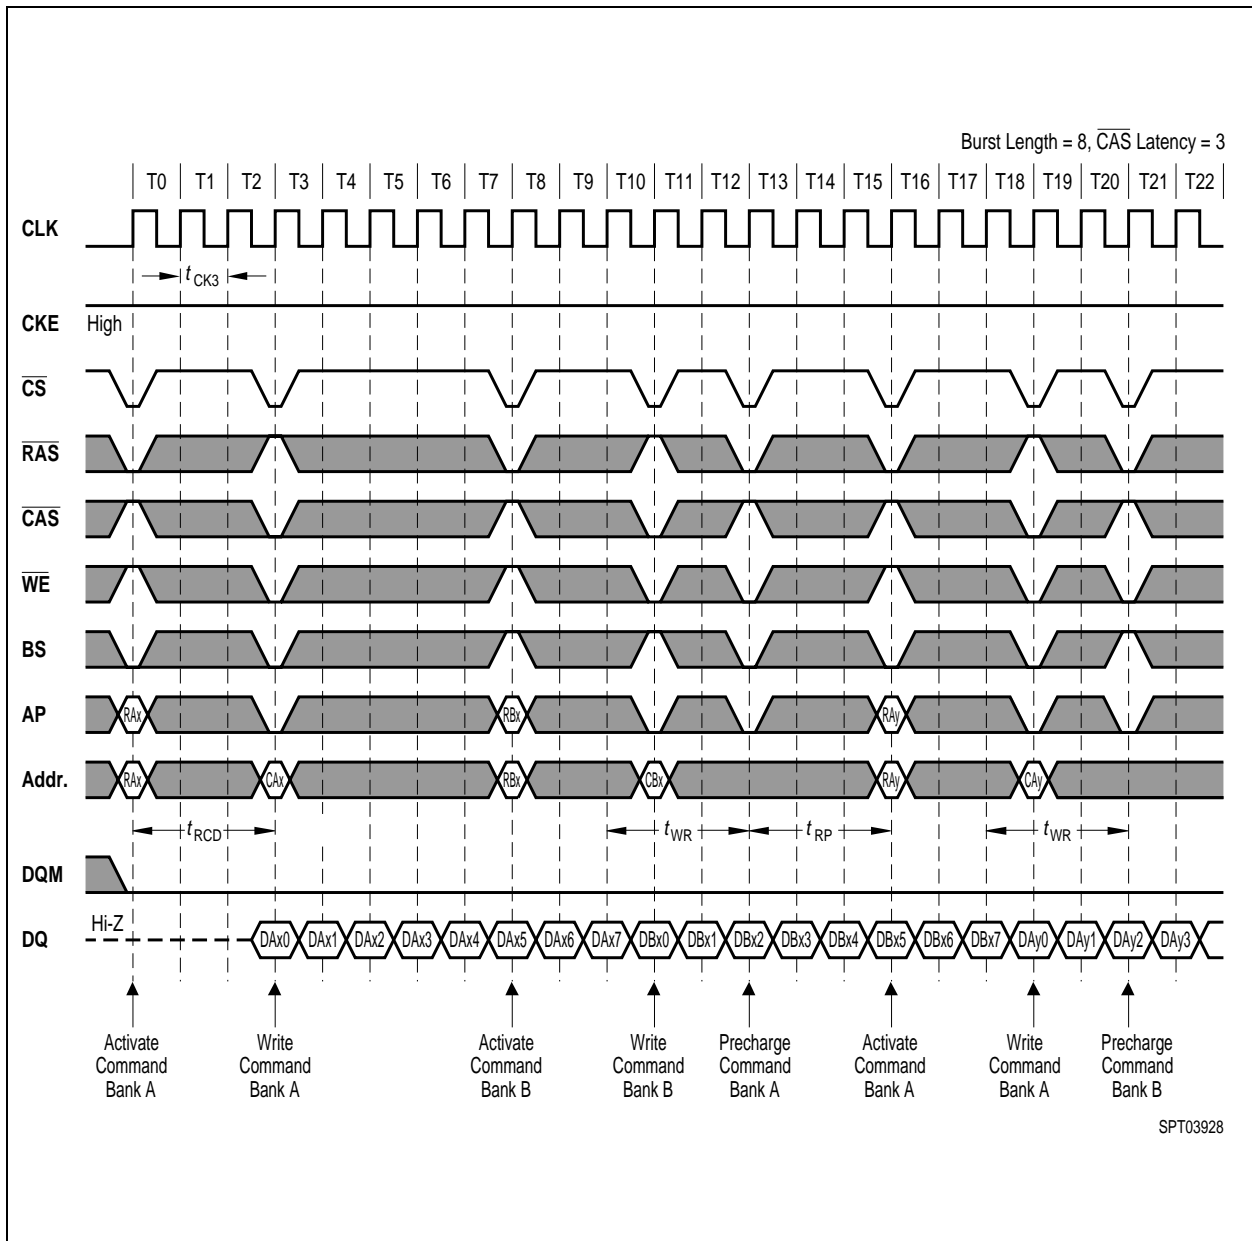 Burst Length = 8, CAS Latency = 3
T0 T1 T2 T3 T4 T5 T6 T7 T8 T9 T10 T11 T12 T13 T14 T15 T16 T17 T18 T19 T20 T21 T22
CLK
t CK3
CKE High
CS
RAS
CAS
WE
BS
AP RAx RBx RAy
Addr. RAx CAx RBx CBx RAy CAy
t RCD t WR t RP t WR
DQM
Hi-Z
DQ DAx0 DAx1 DAx2 DAx3 DAx4 DAx5 DAx6 DAx7 DBx0 DBx1 DBx2 DBx3 DBx4 DBx5 DBx6 DBx7 DAy0 DAy1 DAy2 DAy3
Activate Write Activate Write Precharge Activate Write Precharge
Command Command Command Command Command Command Command Command
Bank A Bank A Bank B Bank B Bank A Bank A Bank A Bank B
SPT03928